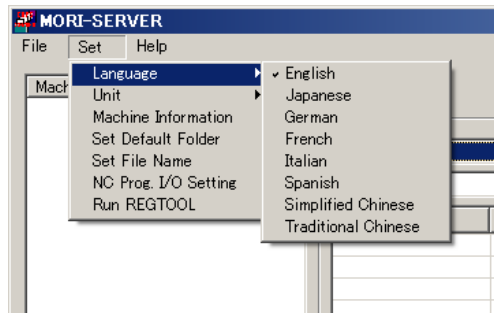 MORI-SERVER
File Set Help
Mach
Language
Unit
Machine Information
Set Default Folder
Set File Name
NC Prog. I/O Setting
Run REGTOOL
English
Japanese
German
French
Italian
Spanish
Simplified Chinese
Traditional Chinese